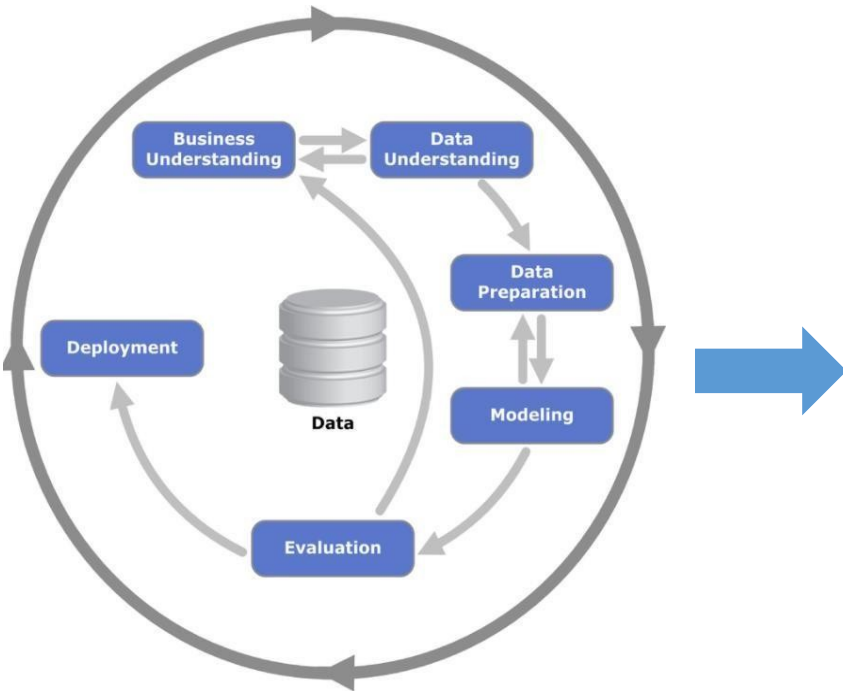 Business
Understanding
Data
Understanding
Data
Preparation
Deployment
Data
Modeling
Evaluation